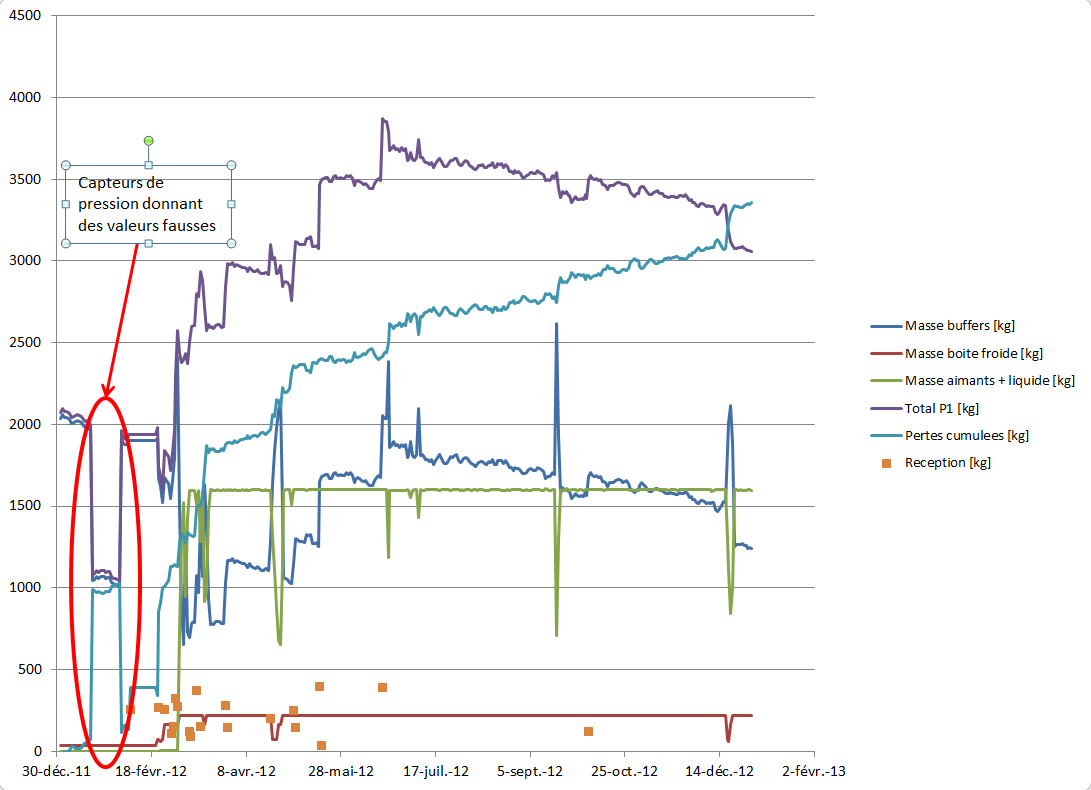 4500
4000
3500
3000
2500
2000
1500
1000
500
0
Capteurs de
pression donnant
des valeurs fausses
30-déc.-11 18-févr.-12 8-avr.-12 28-mai-12 17-juil.-12 5-sept.-12 25-oct.-12 14-déc.-12 2-févr.-13
Masse buffers [kg]
Masse boite froide [kg]
Masse aimants + liquide [kg]
Total P1 [kg]
Pertes cumulees [kg]
Reception [kg]